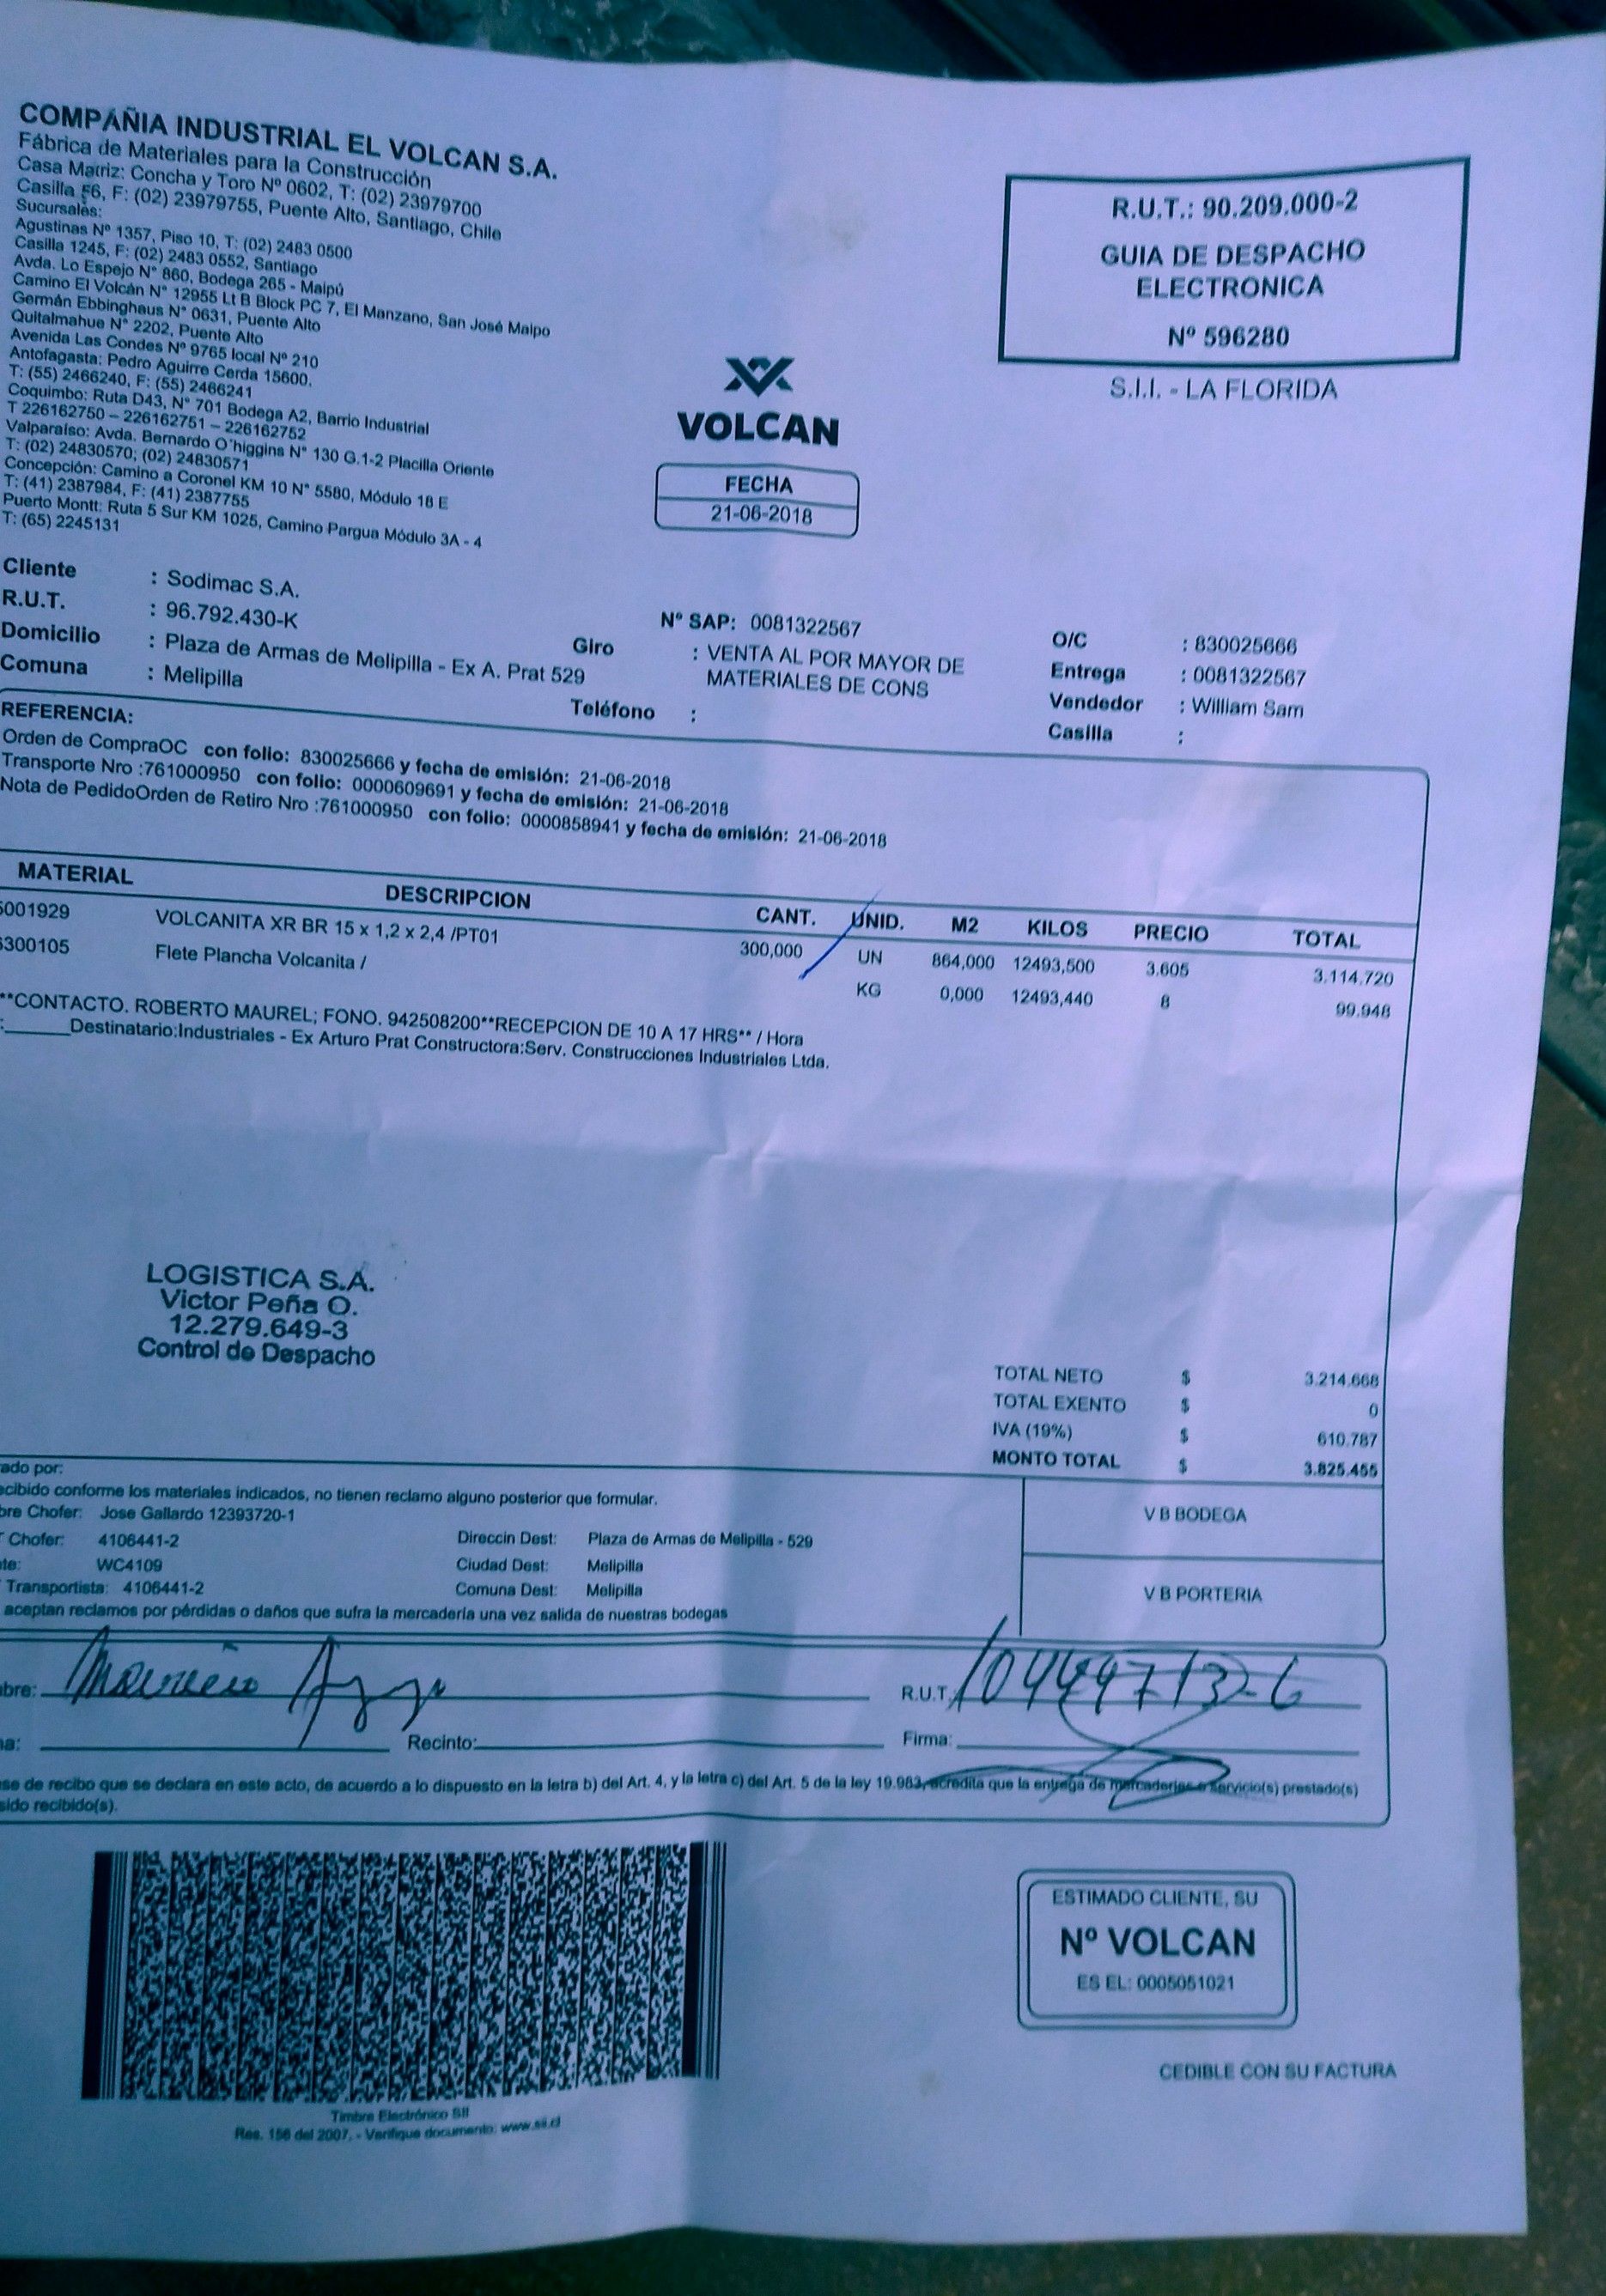 COMPAÑIA INDUSTRIAL EL VOLCAN S.A.
Fábrica de Materiales para la Construcción
Casa Matriz: Concha y Toro Nº 0602, T: (02) 23979700
Casilla F6, F: (02) 23979755, Puente Alto, Santiago, Chile
Sucursales:
Agustinas Nº 1357, Piso 10, T: (02) 2483 0500
Casilla 1245, F: (02) 2483 0552, Santiago
Avda. Lo Espejo N° 860, Bodega 265 - Maipú
Camino El Volcán N° 12955 Lt B Block PC 7, El Manzano, San José Maipo
Germán Ebbinghaus N° 0631, Puente Alto
Quitalmahue N° 2202, Puente Alto
Avenida Las Condes Nº 9765 local Nº 210
Antofagasta: Pedro Aguirre Cerda 15600.
T: (55) 2466240, F: (55) 2466241
Coquimbo: Ruta D43, N° 701 Bodega A2, Barrio Industrial
T 226162750 – 226162751 – 226162752
Valparaíso: Avda. Bernardo O´higgins N° 130 G.1-2 Placilla Oriente
T: (02) 24830570; (02) 24830571
Concepción: Camino a Coronel KM 10 N° 5580, Módulo 18 E
T: (41) 2387984, F: (41) 2387755
Puerto Montt: Ruta 5 Sur KM 1025, Camino Pargua Módulo 3A - 4
T: (65) 2245131
R.U.T.: 90.209.000-2
GUIA DE DESPACHO
ELECTRONICA
Nº 596280
S.I.I. - LA FLORIDA
VOLCAN
FECHA
21-06-2018
Cliente : Sodimac S.A.
R.U.T. : 96.792.430-K Nº SAP: 0081322567 O/C : 830025666
Domicilio : Plaza de Armas de Melipilla - Ex A. Prat 529 Giro : VENTA AL POR MAYOR DE Entrega : 0081322567
MATERIALES DE CONS Vendedor : William Sam
Comuna : Melipilla Teléfono : Casilla :
REFERENCIA:
Orden de CompraOC con folio: 830025666 y fecha de emisión: 21-06-2018
Transporte Nro :761000950 con folio: 0000609691 y fecha de emisión: 21-06-2018
Nota de PedidoOrden de Retiro Nro :761000950 con folio: 0000858941 y fecha de emisión: 21-06-2018
MATERIAL DESCRIPCION CANT. UNID. M2 KILOS PRECIO TOTAL
5001929 VOLCANITA XR BR 15 x 1,2 x 2,4 /PT01 300,000 UN 864,000 12493,500 3.605 3.114.720
6300105 Flete Plancha Volcanita / KG 0,000 12493,440 8 99.948
**CONTACTO. ROBERTO MAUREL; FONO. 942508200**RECEPCION DE 10 A 17 HRS** / Hora
:______Destinatario:Industriales - Ex Arturo Prat Constructora:Serv. Construcciones Industriales Ltda.
LOGISTICA S.A.
Victor Peña O.
12.279.649-3
Control de Despacho
TOTAL NETO $ 3.214.668
TOTAL EXENTO $ 0
IVA (19%) $ 610.787
MONTO TOTAL $ 3.825.455
ado por:
ecibido conforme los materiales indicados, no tienen reclamo alguno posterior que formular.
bre Chofer: Jose Gallardo 12393720-1
Chofer: 4106441-2 Direccin Dest: Plaza de Armas de Melipilla - 529
te: WC4109 Ciudad Dest: Melipilla
Transportista: 4106441-2 Comuna Dest: Melipilla
aceptan reclamos por pérdidas o daños que sufra la mercadería una vez salida de nuestras bodegas
V B BODEGA
V B PORTERIA
bre: Mauricio R.U.T. 10449713-6
ha: Recinto: Firma:
se de recibo que se declara en este acto, de acuerdo a lo dispuesto en la letra b) del Art. 4, y la letra c) del Art. 5 de la ley 19.983, acredita que la entrega de mercaderias o servicio(s) prestado(s)
sido recibido(s).
Timbre Electrónico SII
Res. 156 del 2007. - Verifique documento: www.sii.cl
ESTIMADO CLIENTE, SU
Nº VOLCAN
ES EL: 0005051021
CEDIBLE CON SU FACTURA